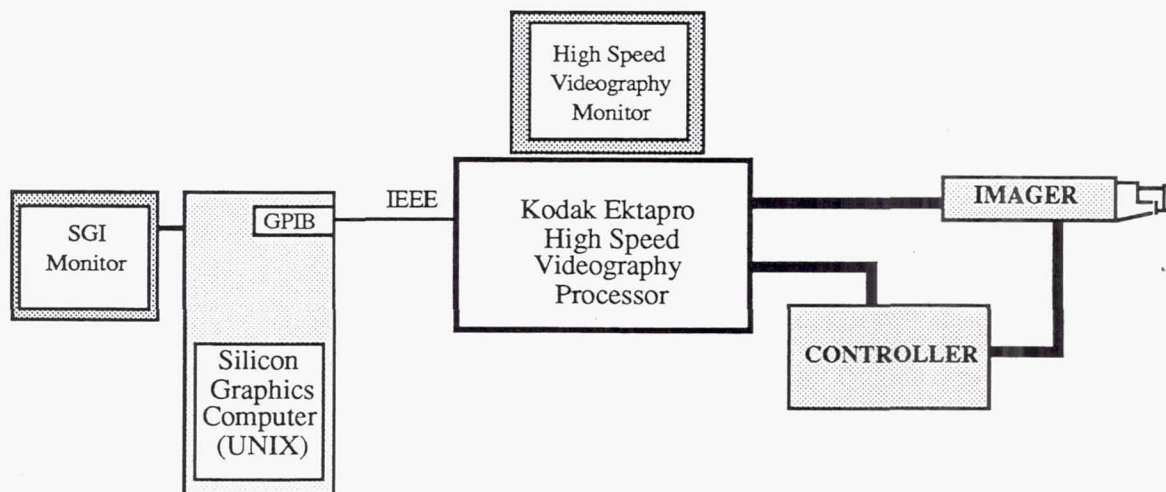 High Speed
Videography
Monitor
SGI
Monitor
GPIB
IEEE
Kodak Ektapro
High Speed
Videography
Processor
IMAGER
CONTROLLER
Silicon
Graphics
Computer
(UNIX)